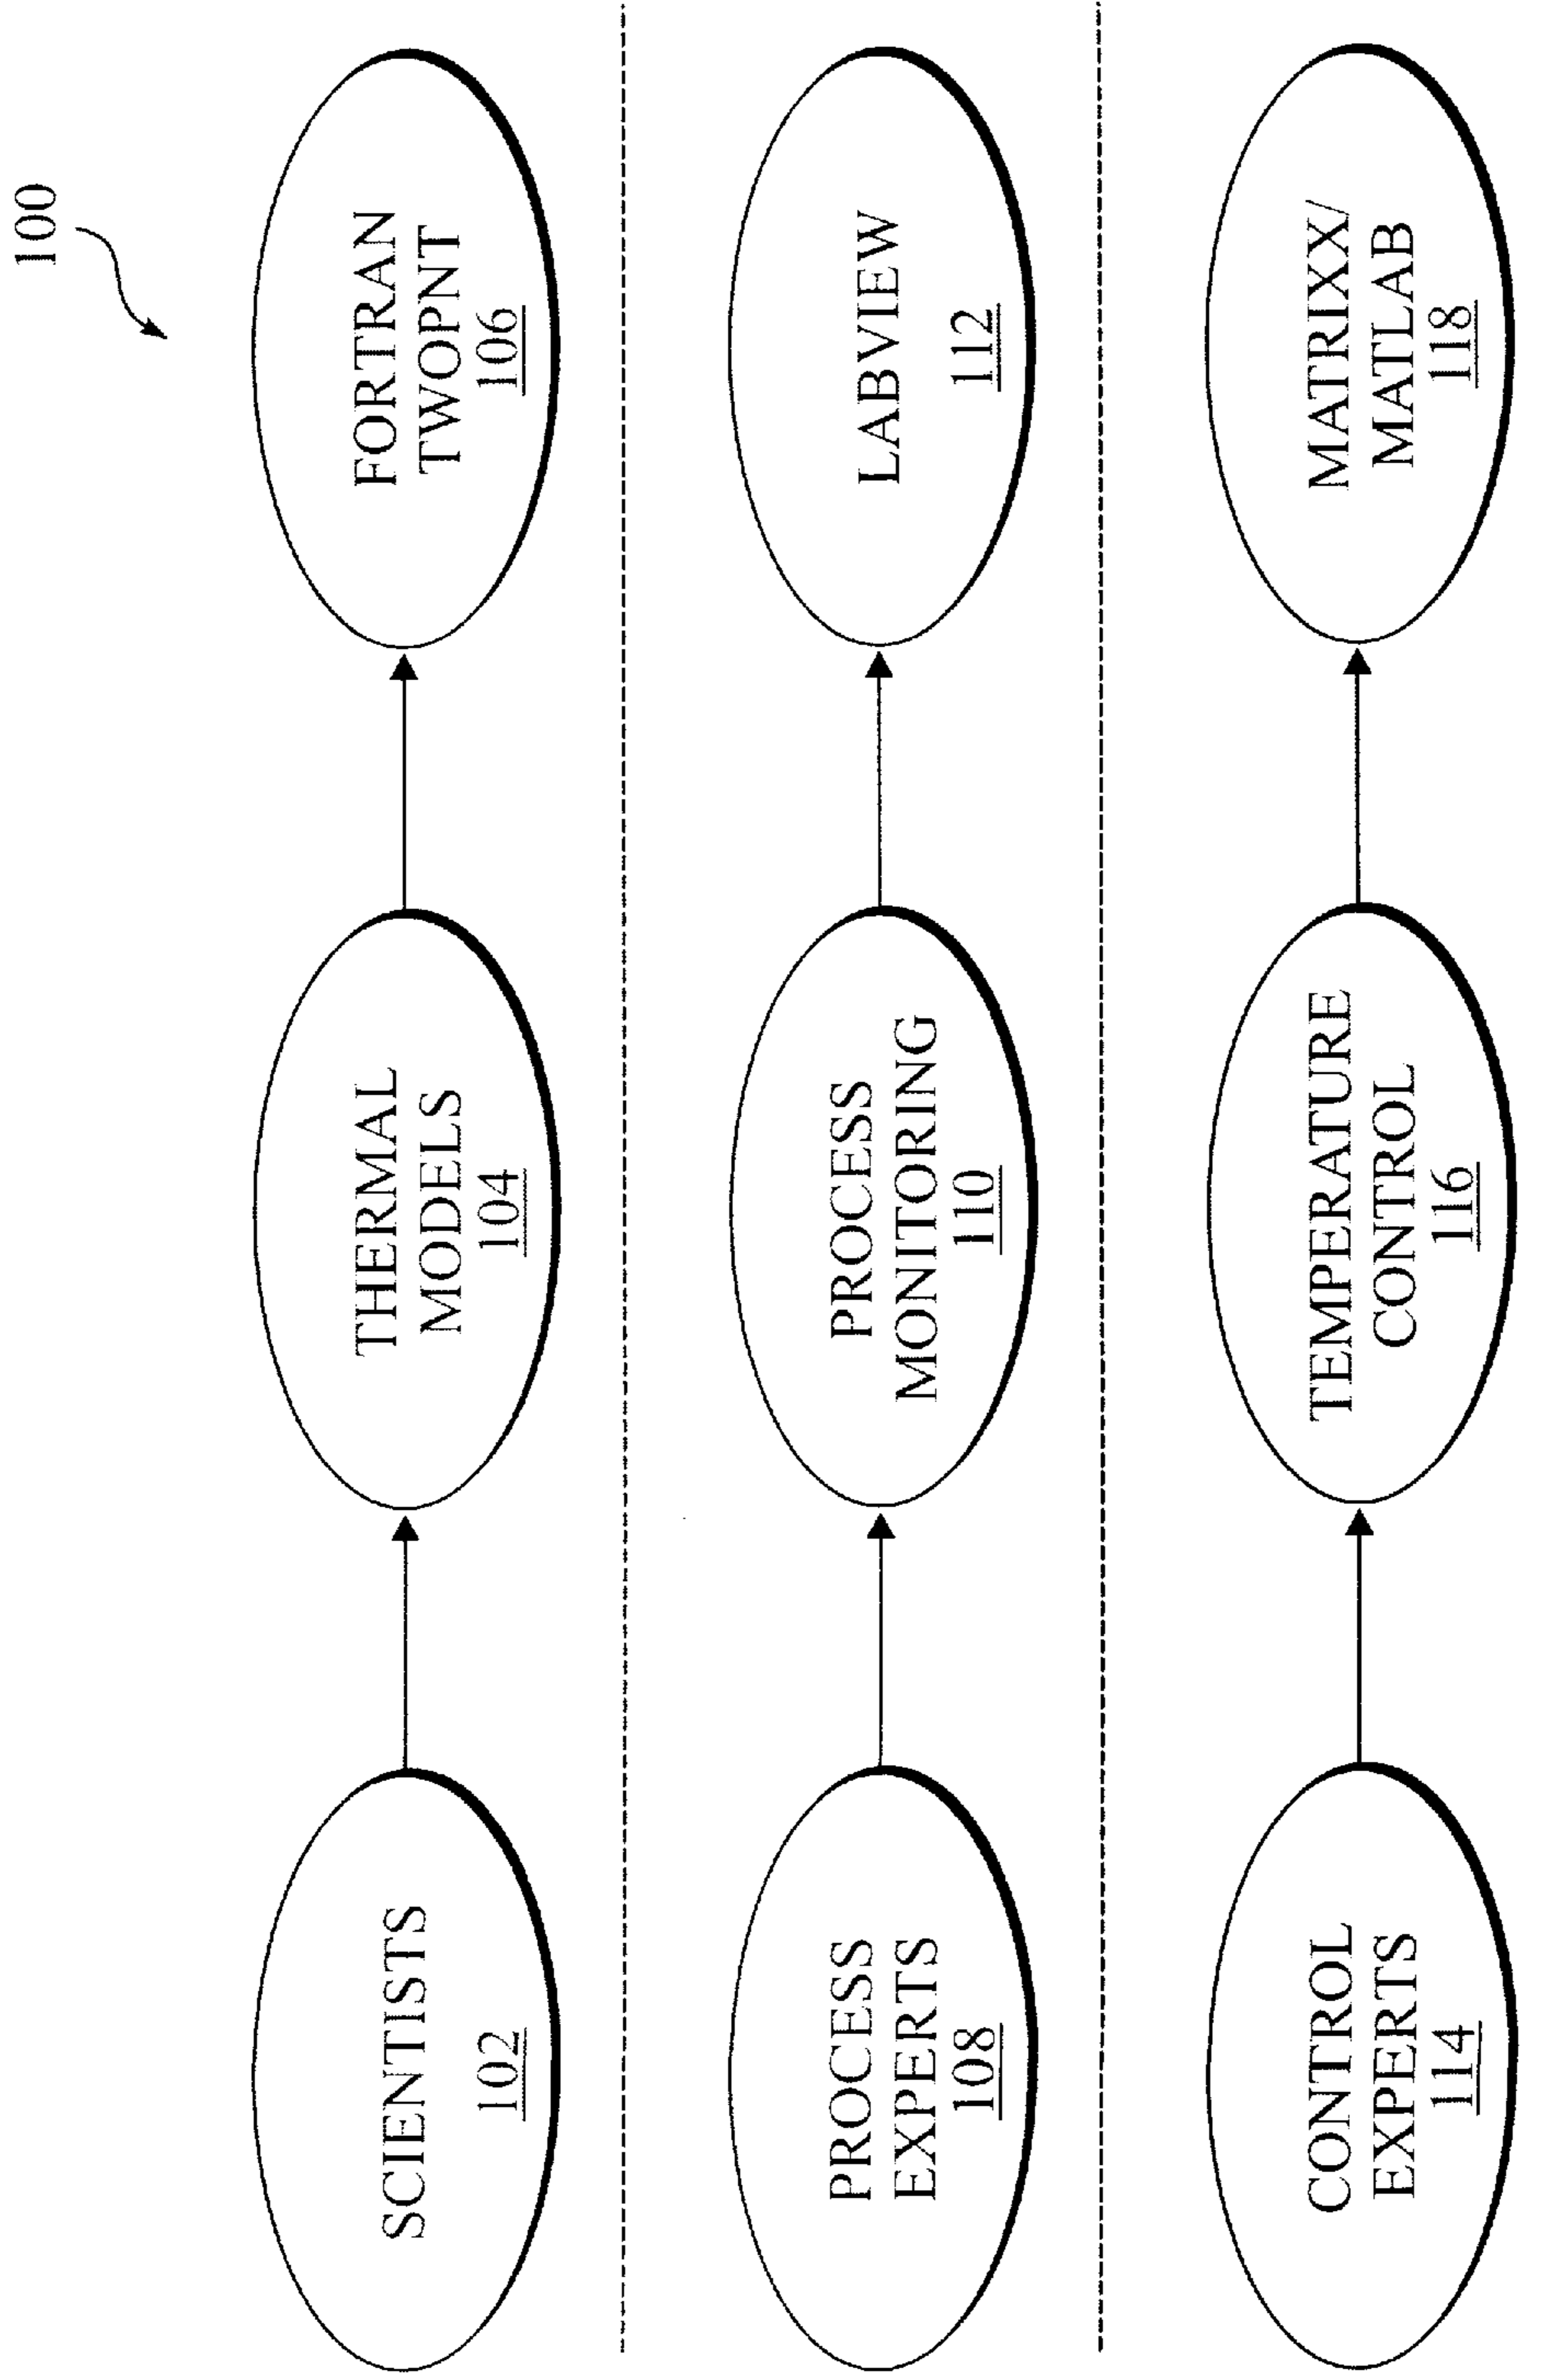 100
SCIENTISTS
102
THERMAL
MODELS
104
FORTRAN
TWOPNT
106
PROCESS
EXPERTS
108
PROCESS
MONITORING
110
LABVIEW
112
CONTROL
EXPERTS
114
TEMPERATURE
CONTROL
116
MATRIXX/
MATLAB
118